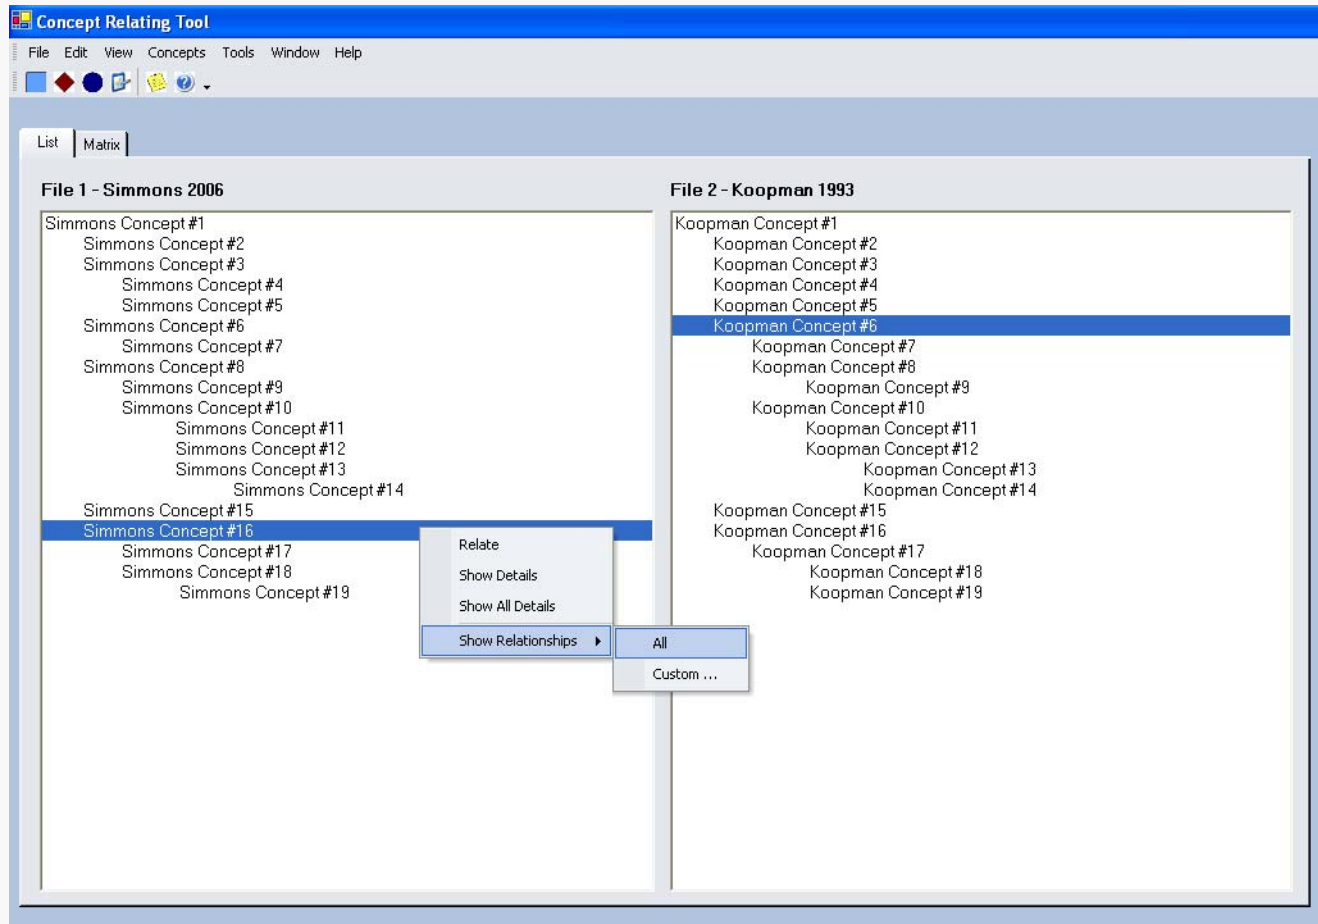 Concept Relating Tool
File Edit View Concepts Tools Window Help
List Matrix
File 1 - Simmons 2006
Simmons Concept #1
Simmons Concept #2
Simmons Concept #3
Simmons Concept #4
Simmons Concept #5
Simmons Concept #6
Simmons Concept #7
Simmons Concept #8
Simmons Concept #9
Simmons Concept #10
Simmons Concept #11
Simmons Concept #12
Simmons Concept #13
Simmons Concept #14
Simmons Concept #15
Simmons Concept #16
Simmons Concept #17
Simmons Concept #18
Simmons Concept #19
Relate
Show Details
Show All Details
Show Relationships
All
Custom ...
File 2 - Koopman 1993
Koopman Concept #1
Koopman Concept #2
Koopman Concept #3
Koopman Concept #4
Koopman Concept #5
Koopman Concept #6
Koopman Concept #7
Koopman Concept #8
Koopman Concept #9
Koopman Concept #10
Koopman Concept #11
Koopman Concept #12
Koopman Concept #13
Koopman Concept #14
Koopman Concept #15
Koopman Concept #16
Koopman Concept #17
Koopman Concept #18
Koopman Concept #19